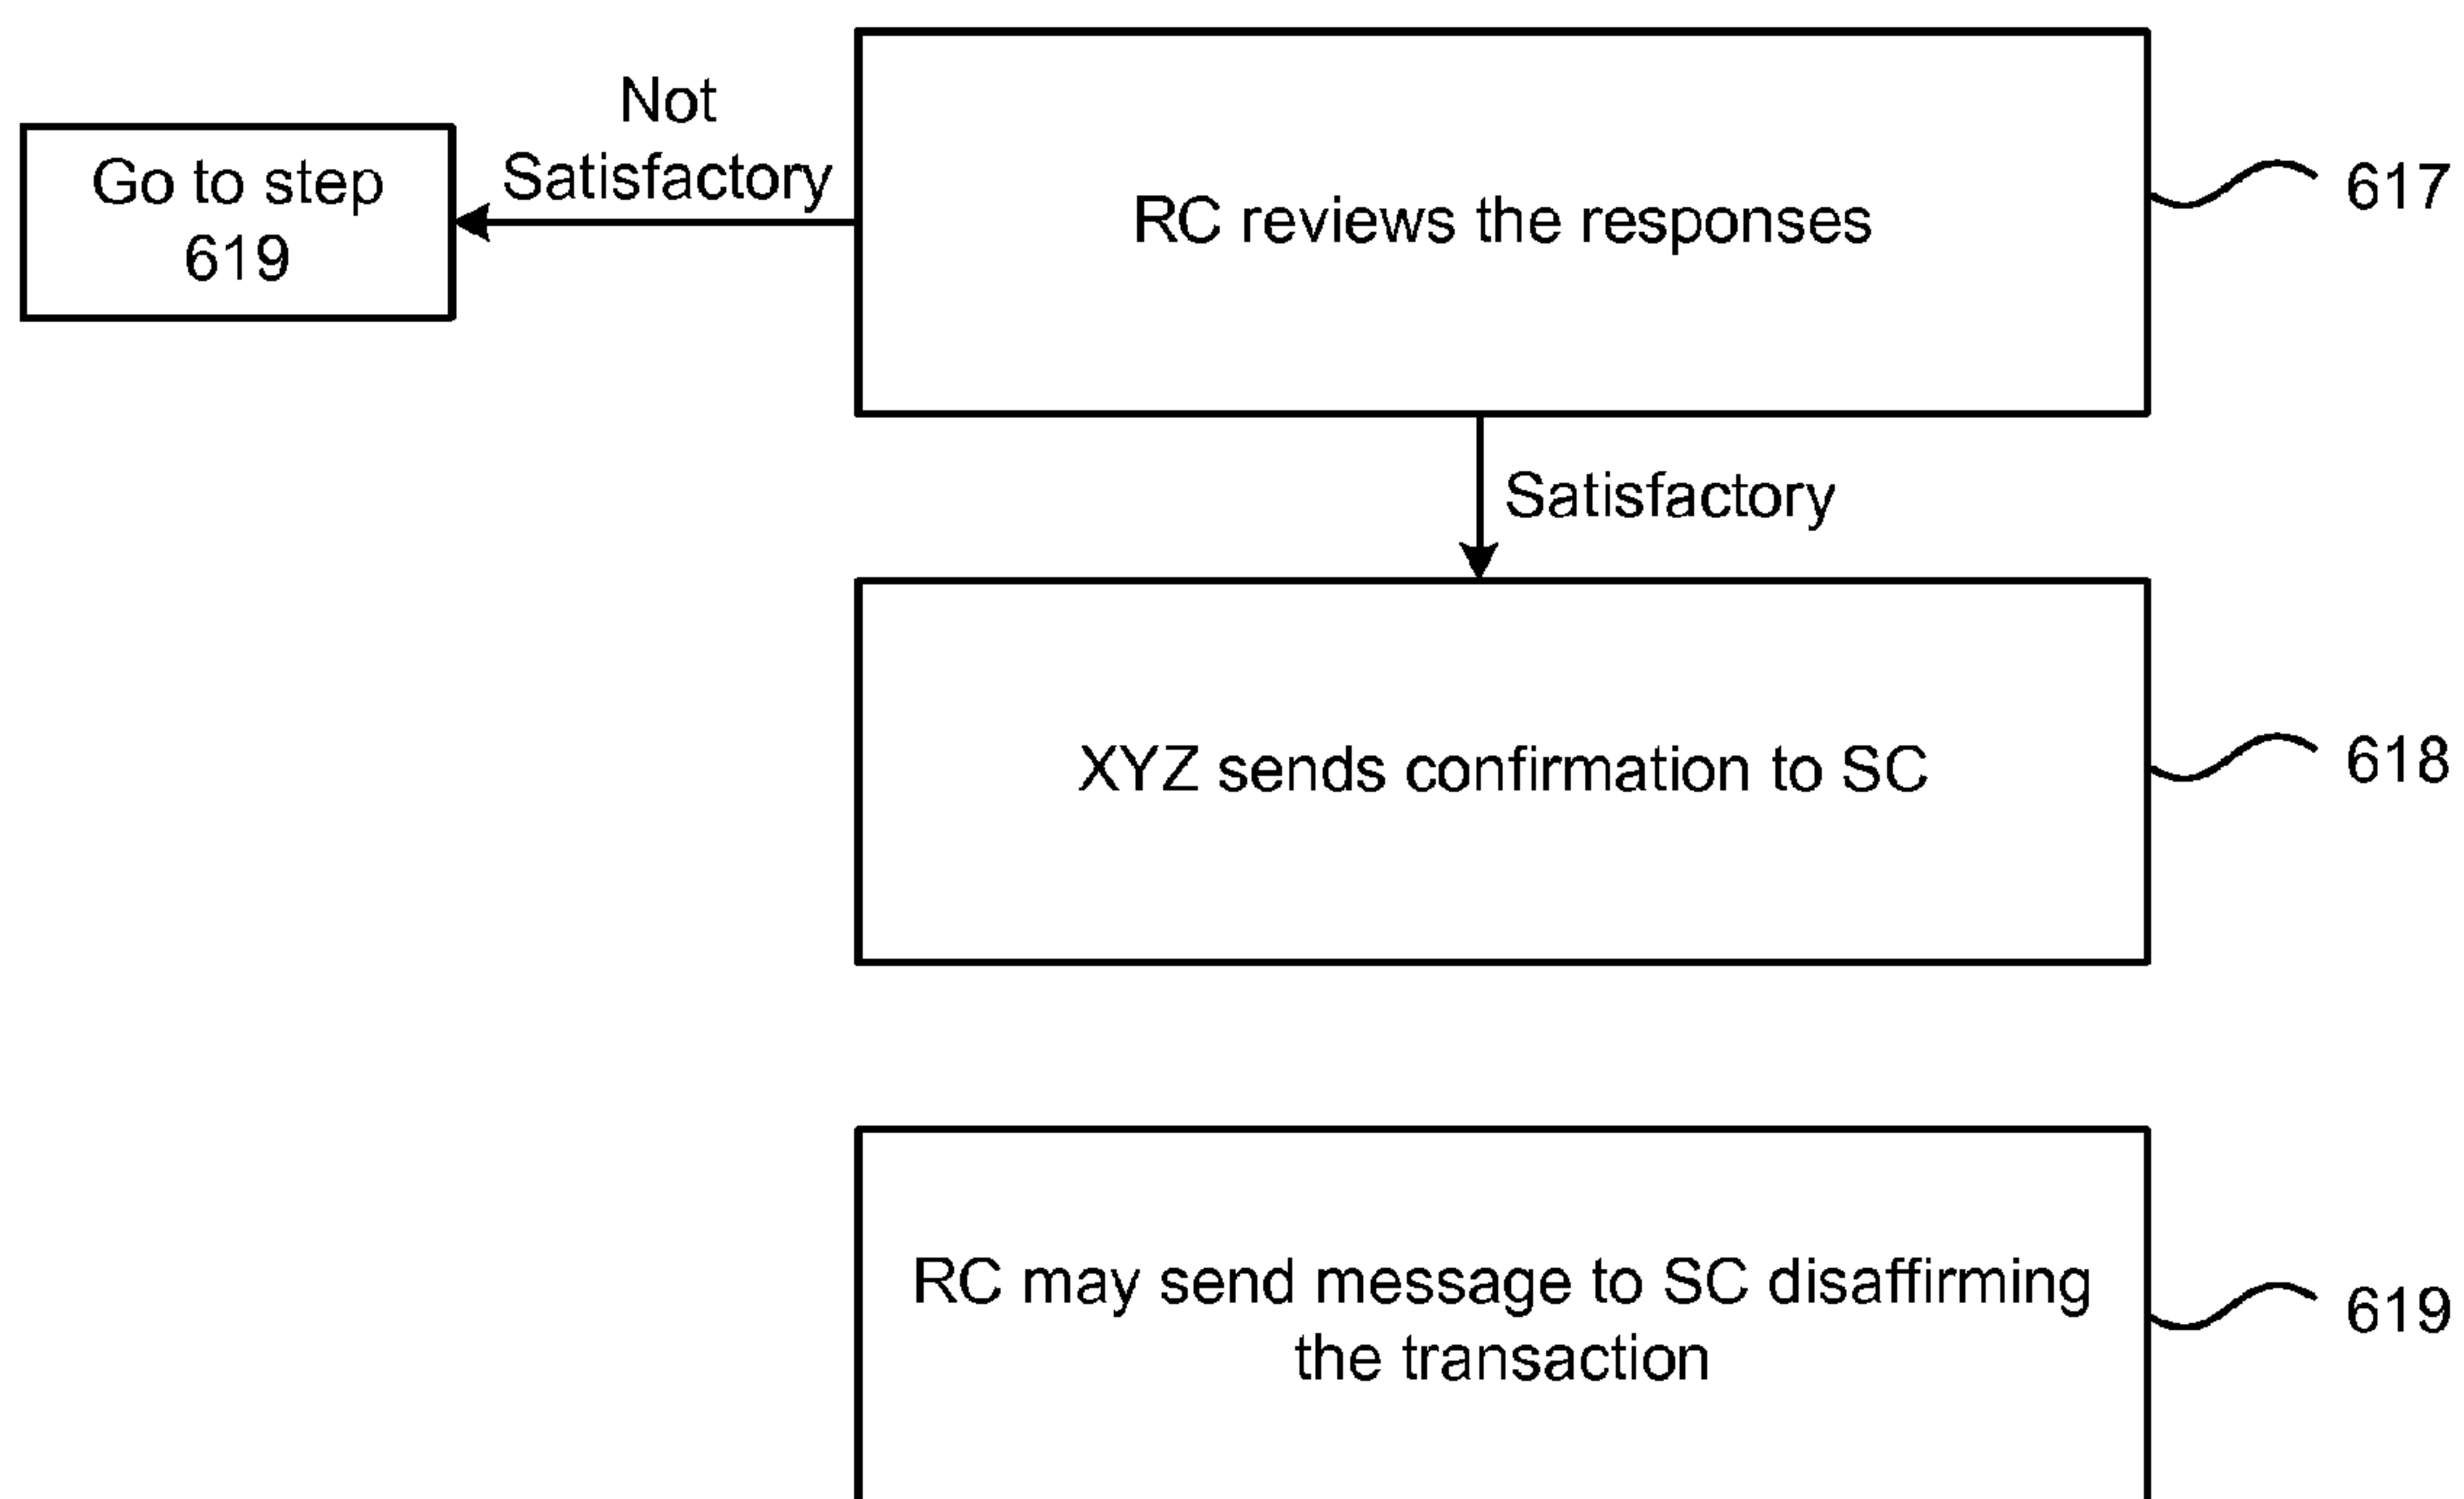 Not
Satisfactory
Go to step
619
RC reviews the responses
617
Satisfactory
XYZ sends confirmation to SC
618
RC may send message to SC disaffirming
the transaction
619